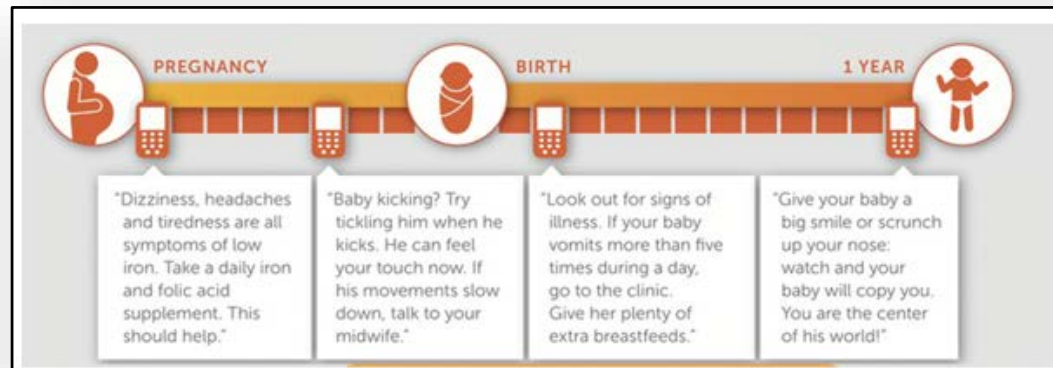 PREGNANCY
BIRTH
1 YEAR
"Dizziness, headaches
and tiredness are all
symptoms of low
iron. Take a daily iron
and folic acid
supplement. This
should help."
"Baby kicking? Try
tickling him when he
kicks. He can feel
your touch now. If
his movements slow
down, talk to your
midwife."
"Look out for signs of
illness. If your baby
vomits more than five
times during a day,
go to the clinic.
Give her plenty of
extra breastfeeds."
"Give your baby a
big smile or scrunch
up your nose:
watch and your
baby will copy you.
You are the center
of his world!"